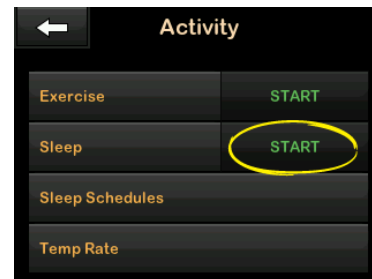 Activity
Exercise START
Sleep START
Sleep Schedules
Temp Rate